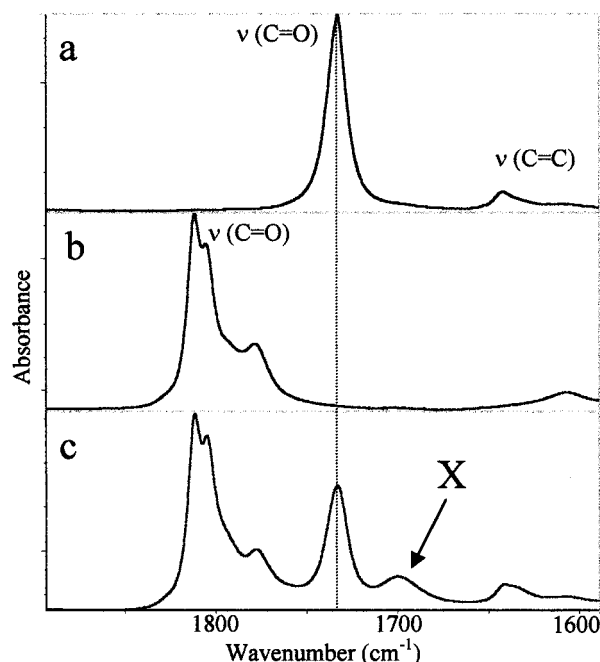 a
ν (C=O)
ν (C=C)
b
ν (C=O)
c
X
Absorbance
1800
1700
1600
Wavenumber (cm⁻¹)